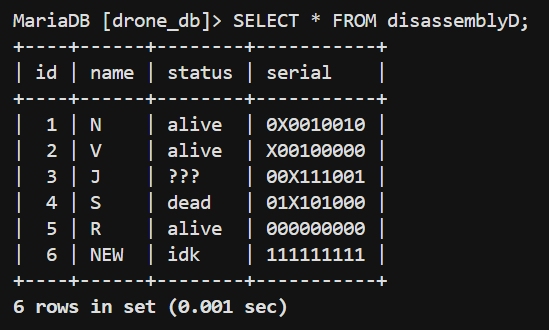 MariaDB [drone_db]> SELECT * FROM disassemblyD;
+----+------+--------+-----------+
| id | name | status | serial    |
+----+------+--------+-----------+
|  1 | N    | alive  | 0X0010010 |
|  2 | V    | alive  | X00100000 |
|  3 | J    | ???    | 00X111001 |
|  4 | S    | dead   | 01X101000 |
|  5 | R    | alive  | 000000000 |
|  6 | NEW  | idk    | 111111111 |
+----+------+--------+-----------+
6 rows in set (0.001 sec)